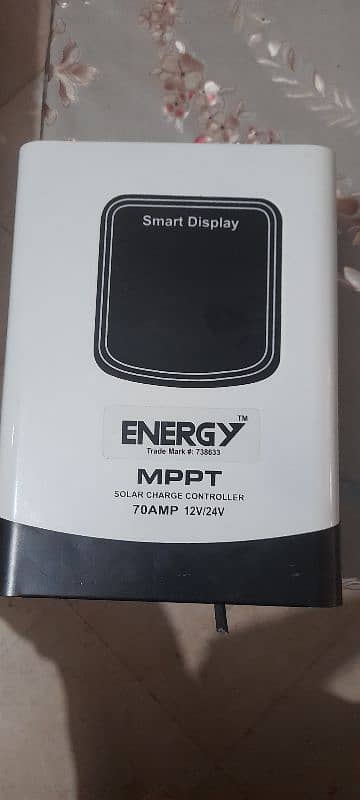 Smart Display
ENERGY™
Trade Mark #: 738633
MPPT
SOLAR CHARGE CONTROLLER
70AMP 12V/24V